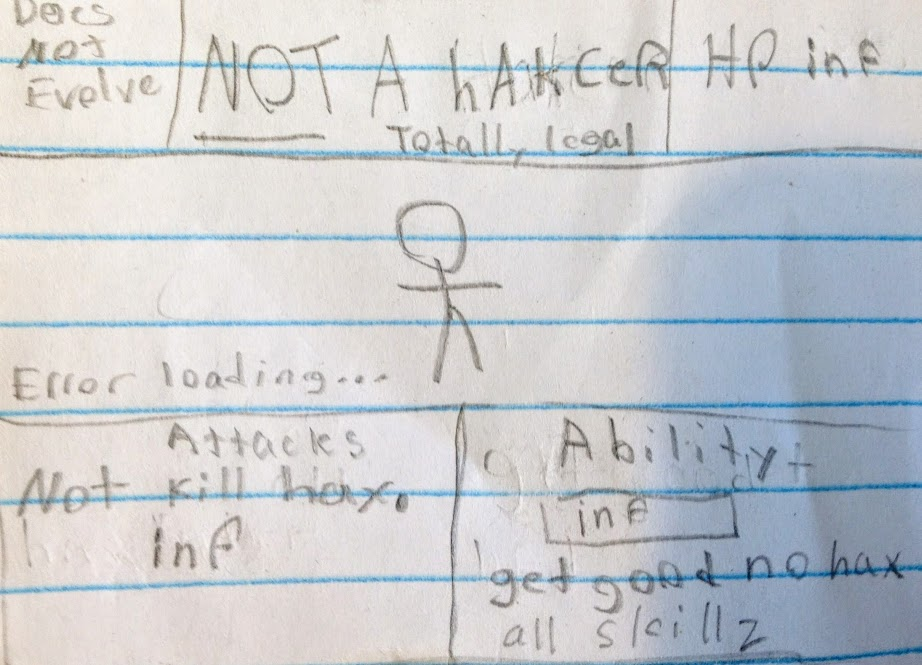 Does
Not
Evolve
NOT A hAKCeR
Totally legal
HP inf
Error loading...
Attacks
Not kill hax.
inf
Ability
inf
get good no hax
all skillz